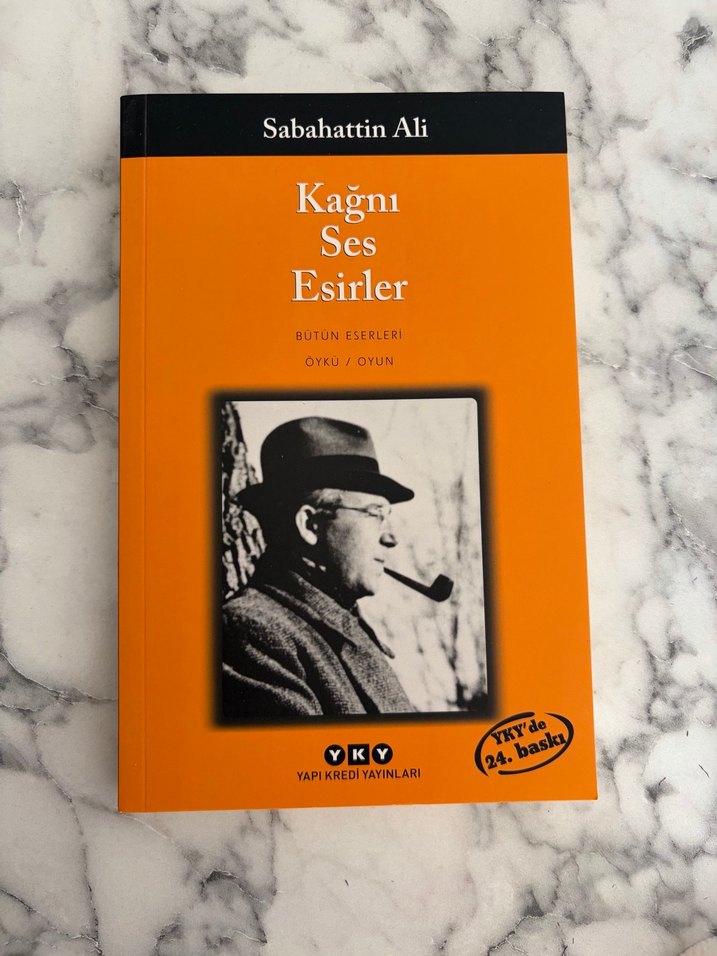 Sabahattin Ali
Kağnı
Ses
Esirler
BÜTÜN ESERLERİ
ÖYKÜ / OYUN
YKY
YAPI KREDİ YAYINLARI
YKY'de
24. baskı